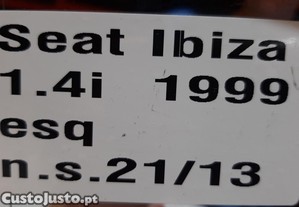 Seat Ibiza
1.4i 1999
esq
n.s.21/13
CustoJusto.pt